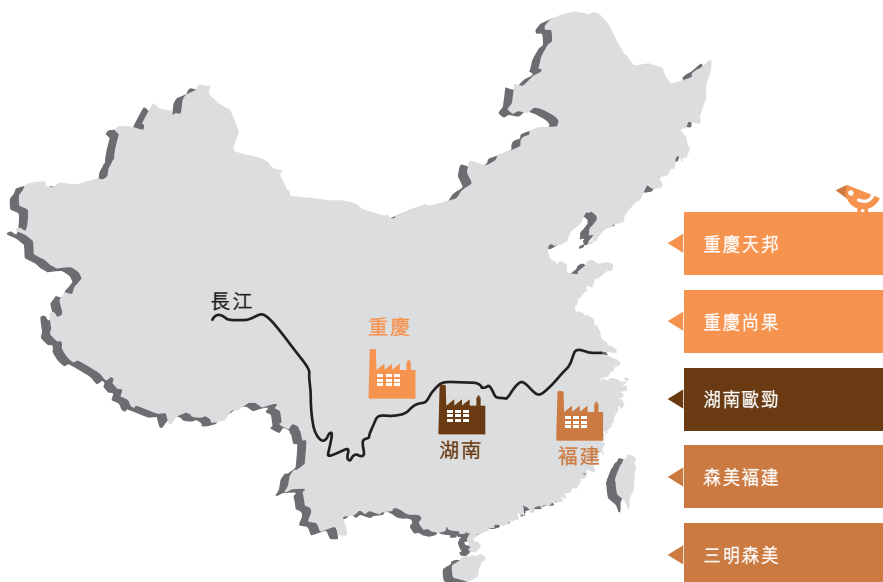 長江
重慶
湖南
福建
重慶天邦
重慶尚果
湖南歐勁
森美福建
三明森美